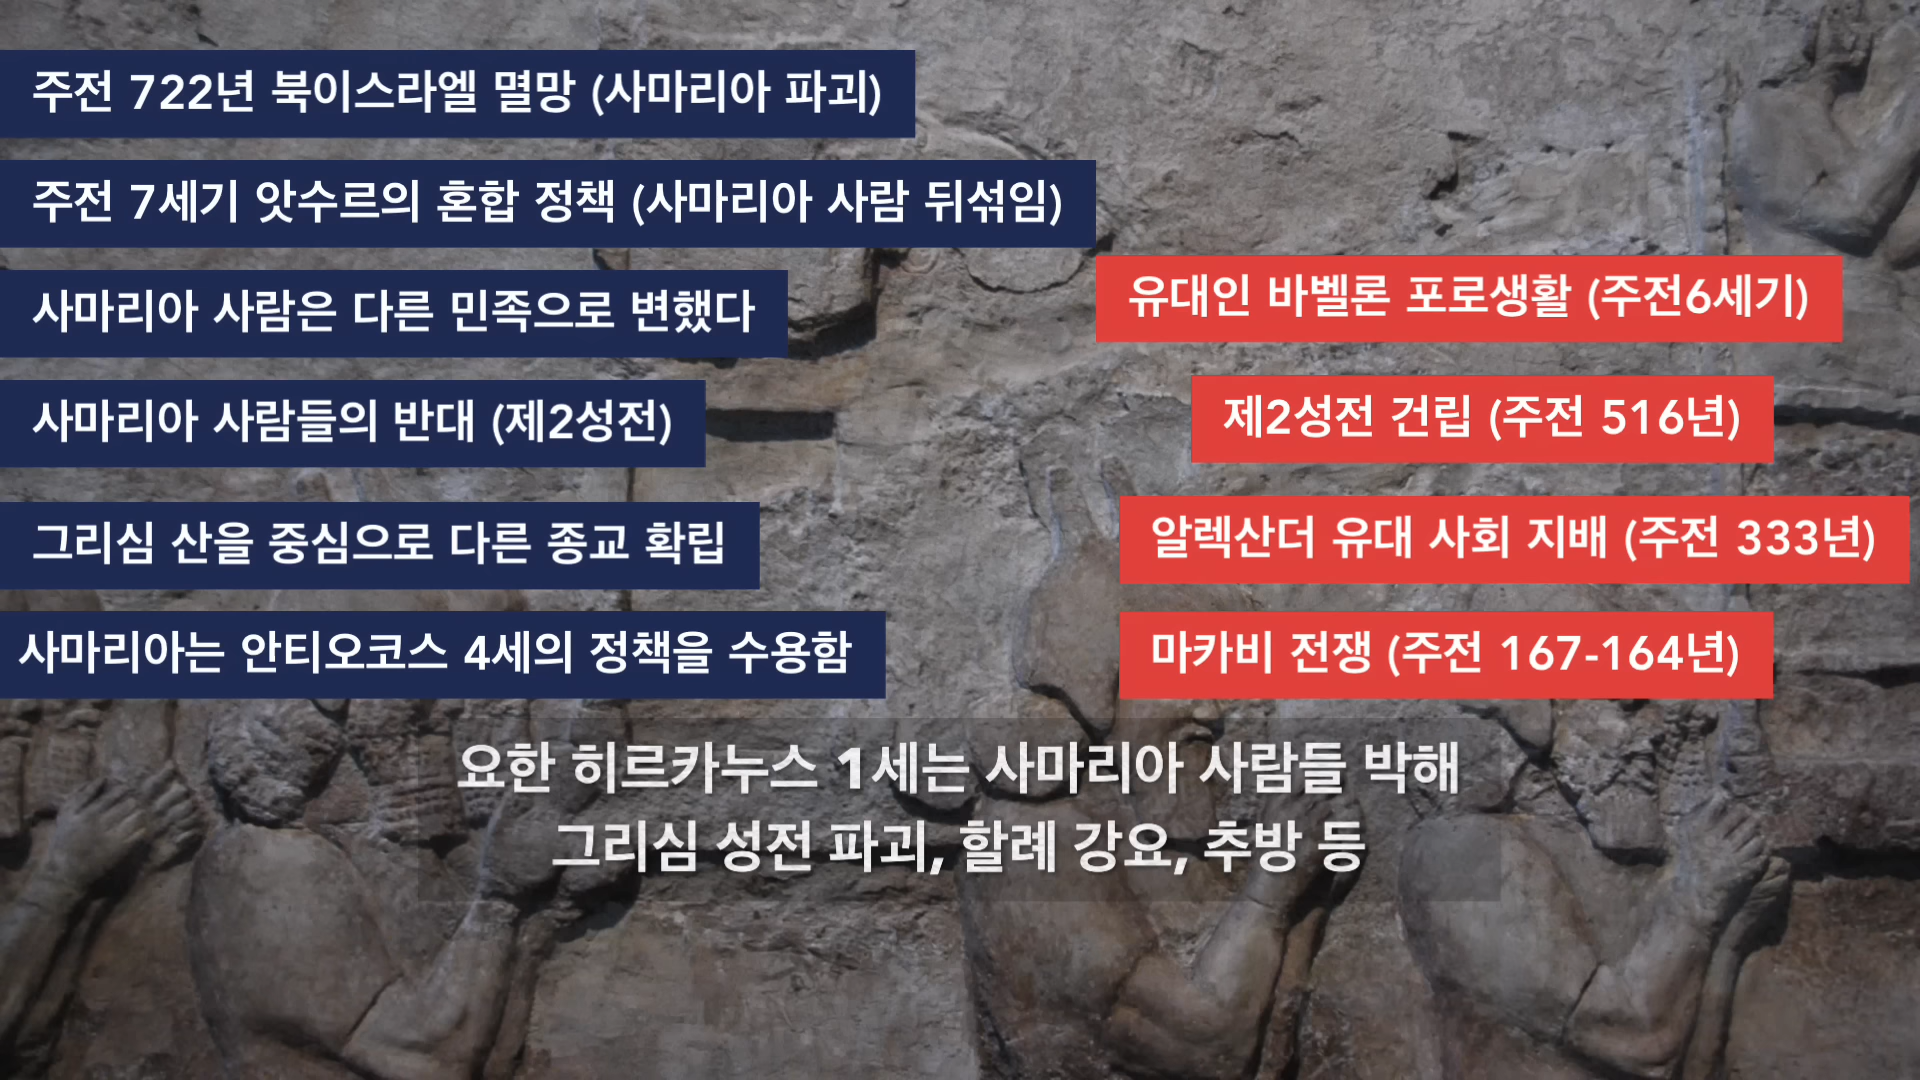 주전 722년 북이스라엘 멸망 (사마리아 파괴)
주전 7세기 앗수르의 혼합 정책 (사마리아 사람 뒤섞임)
사마리아 사람은 다른 민족으로 변했다
유대인 바벨론 포로생활 (주전6세기)
사마리아 사람들의 반대 (제2성전)
제2성전 건립 (주전 516년)
그리심 산을 중심으로 다른 종교 확립
알렉산더 유대 사회 지배 (주전 333년)
사마리아는 안티오코스 4세의 정책을 수용함
마카비 전쟁 (주전 167-164년)
요한 히르카누스 1세는 사마리아 사람들 박해
그리심 성전 파괴, 할례 강요, 추방 등